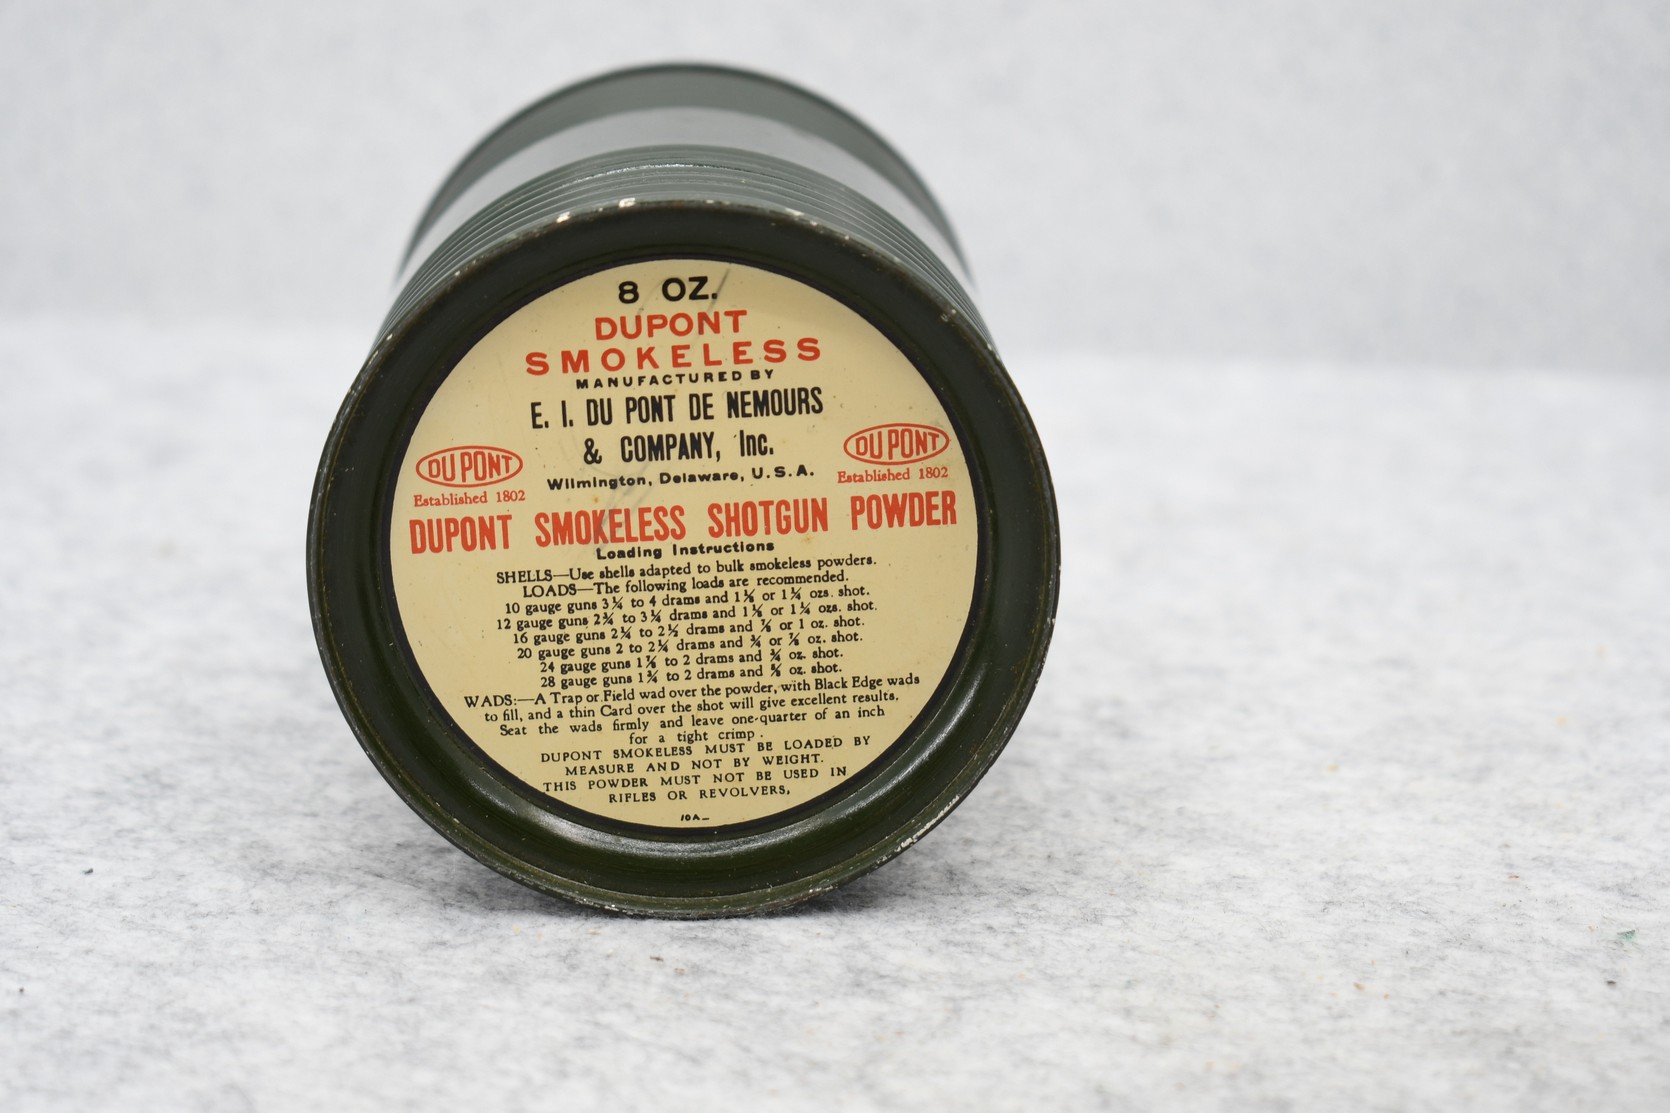 8 OZ.
DUPONT
SMOKELESS
MANUFACTURED BY
E. I. DU PONT DE NEMOURS
& COMPANY, Inc.
Wilmington, Delaware, U.S.A.
DU PONT
Established 1802
DU PONT
Established 1802
DUPONT SMOKELESS SHOTGUN POWDER
Loading Instructions
SHELLS—Use shells adapted to bulk smokeless powders.
LOADS—The following loads are recommended.
10 gauge guns 3¼ to 4 drams and 1⅛ or 1¼ ozs. shot.
12 gauge guns 2¾ to 3¼ drams and 1⅛ or 1¼ ozs. shot.
16 gauge guns 2¼ to 2½ drams and ⅞ or 1 oz. shot.
20 gauge guns 2 to 2¼ drams and ¾ or ⅞ oz. shot.
24 gauge guns 1⅞ to 2 drams and ¾ oz. shot.
28 gauge guns 1¾ to 2 drams and ⅝ oz. shot.
WADS:—A Trap or Field wad over the powder, with Black Edge wads
to fill, and a thin Card over the shot will give excellent results.
Seat the wads firmly and leave one-quarter of an inch
for a tight crimp.
DUPONT SMOKELESS MUST BE LOADED BY
MEASURE AND NOT BY WEIGHT.
THIS POWDER MUST NOT BE USED IN
RIFLES OR REVOLVERS,
10A—